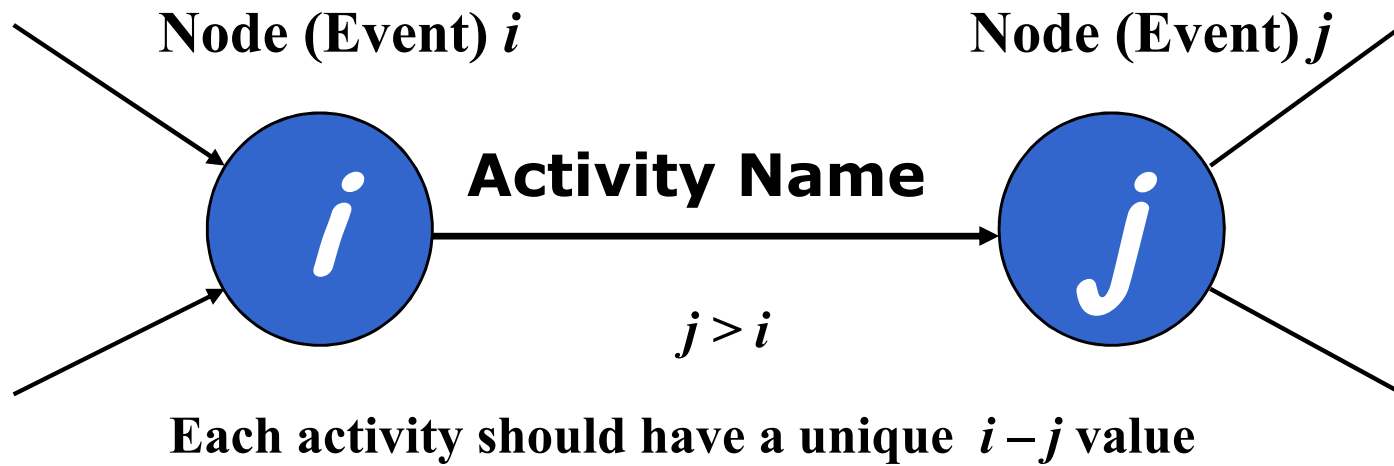 Node (Event) i
Node (Event) j
Activity Name
i
j
j > i
Each activity should have a unique i – j value